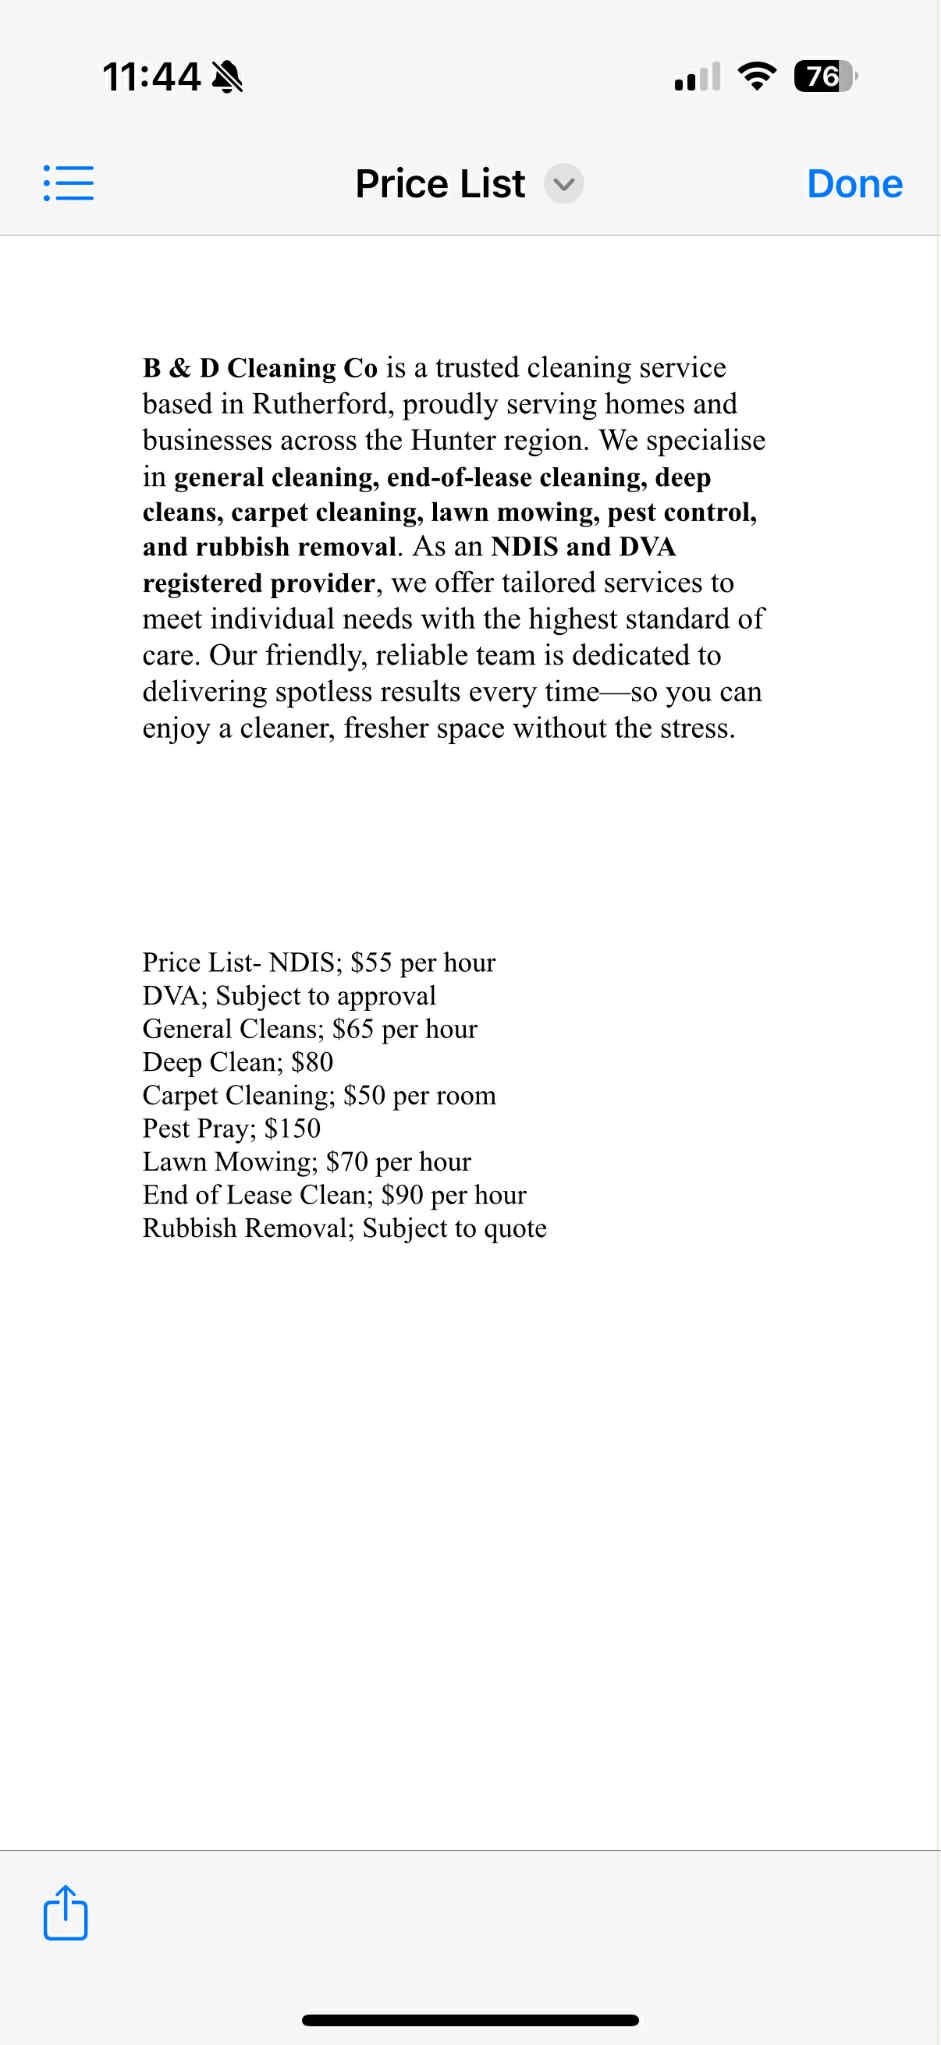 11:44
76
Price List
Done
B & D Cleaning Co is a trusted cleaning service
based in Rutherford, proudly serving homes and
businesses across the Hunter region. We specialise
in general cleaning, end-of-lease cleaning, deep
cleans, carpet cleaning, lawn mowing, pest control,
and rubbish removal. As an NDIS and DVA
registered provider, we offer tailored services to
meet individual needs with the highest standard of
care. Our friendly, reliable team is dedicated to
delivering spotless results every time—so you can
enjoy a cleaner, fresher space without the stress.
Price List- NDIS; $55 per hour
DVA; Subject to approval
General Cleans; $65 per hour
Deep Clean; $80
Carpet Cleaning; $50 per room
Pest Pray; $150
Lawn Mowing; $70 per hour
End of Lease Clean; $90 per hour
Rubbish Removal; Subject to quote